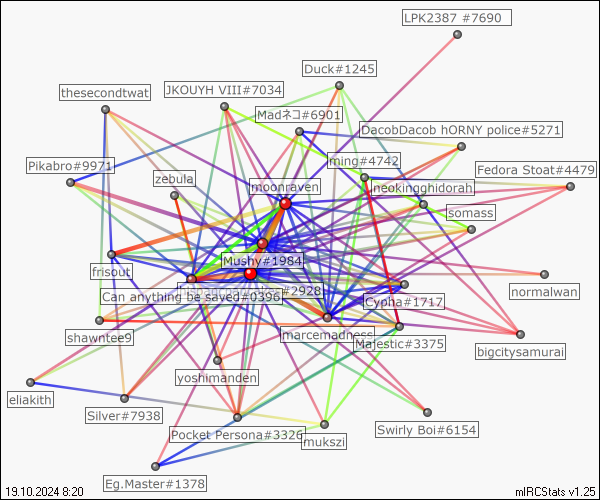 LPK2387 #7690
Duck#1245
thesecondtwat
JKOUYH VIII#7034
Madネコ#6901
DacobDacob hORNY police#5271
Pikabro#9971
ming#4742
Fedora Stoat#4479
zebula
moonraven
neokingghidorah
somass
Mushy#1984
frisout
#2928
normalwan
Can anything be saved#0396
Cypha#1717
shawntee9
marcemadness
Majestic#3375
bigcitysamurai
yoshimanden
eliakith
Silver#7938
Swirly Boi#6154
Pocket Persona#3326
mukszi
Eg.Master#1378
19.10.2024 8:20
mIRCStats v1.25